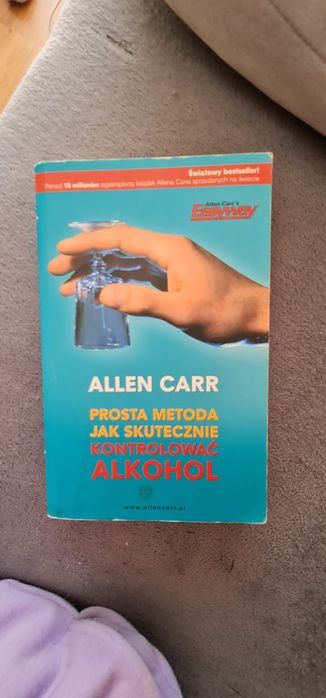 Światowy bestseller!
Ponad 15 milionów egzemplarzy książek Allena Carra sprzedanych na świecie
Allen Carr's
Easyway
ALLEN CARR
PROSTA METODA
JAK SKUTECZNIE
KONTROLOWAĆ
ALKOHOL
www.allencarr.pl